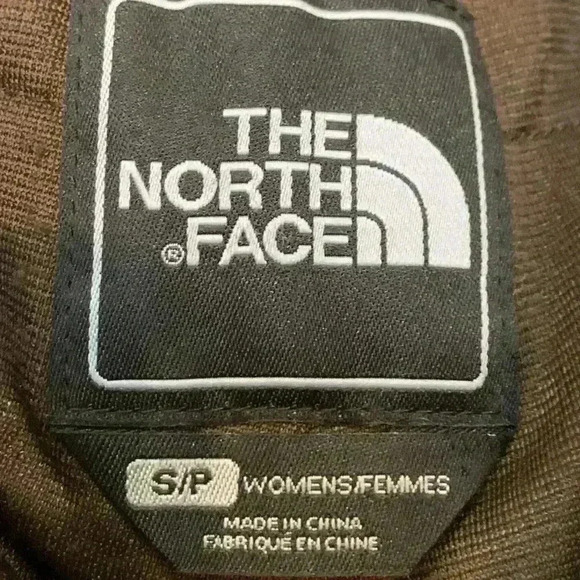 THE
NORTH
®FACE
S/P WOMENS/FEMMES
MADE IN CHINA
FABRIQUÉ EN CHINE